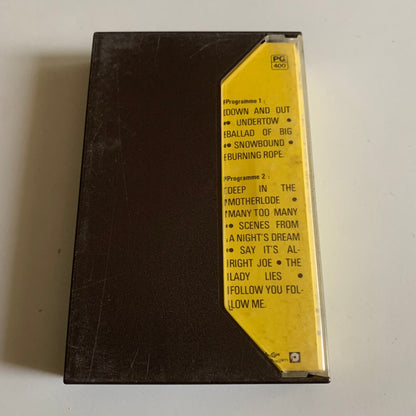 PG
400
Programme 1 :
DOWN AND OUT
• UNDERTOW •
BALLAD OF BIG
• SNOWBOUND •
BURNING ROPE.
Programme 2 :
DEEP IN THE
MOTHERLODE •
MANY TOO MANY
• SCENES FROM
A NIGHT'S DREAM
• SAY IT'S AL-
RIGHT JOE • THE
LADY LIES •
FOLLOW YOU FOL-
LOW ME.